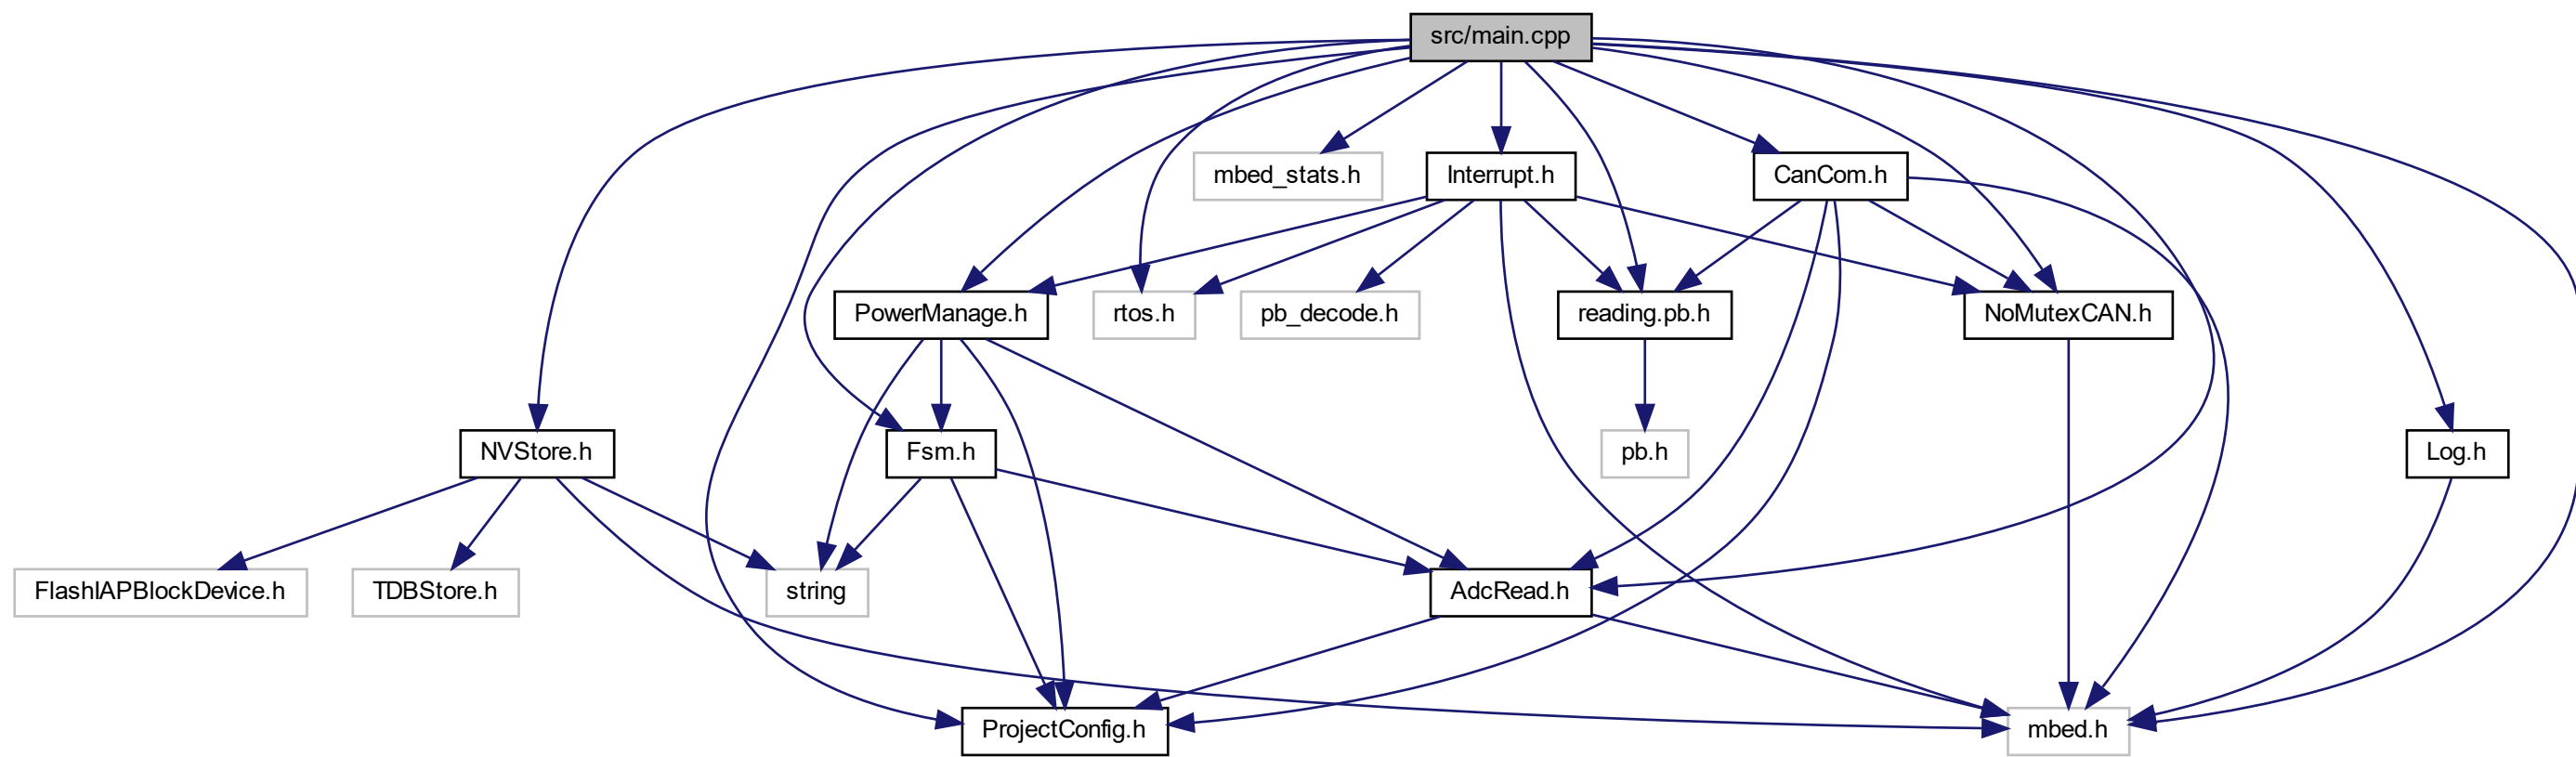 src/main.cpp
mbed_stats.h
Interrupt.h
CanCom.h
PowerManage.h
rtos.h
pb_decode.h
reading.pb.h
NoMutexCAN.h
NVStore.h
Fsm.h
pb.h
Log.h
FlashIAPBlockDevice.h
TDBStore.h
string
AdcRead.h
ProjectConfig.h
mbed.h